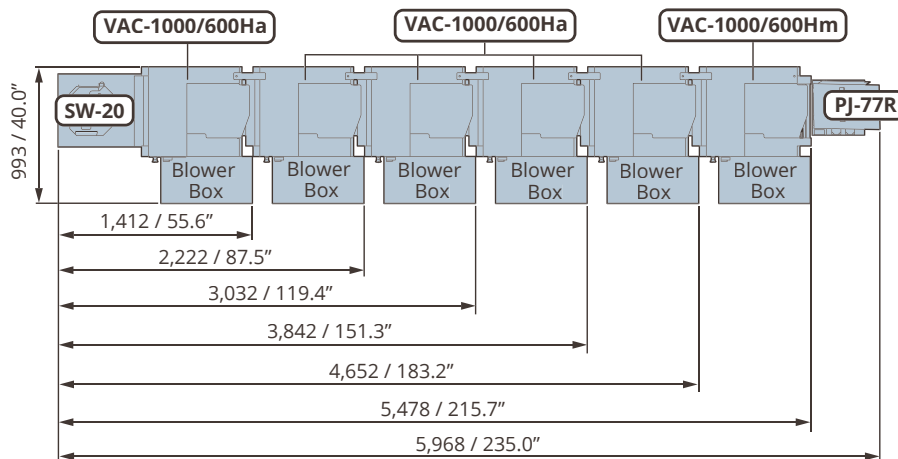 VAC-1000/600Ha
VAC-1000/600Ha
VAC-1000/600Hm
SW-20
PJ-77R
993 / 40.0”
Blower
Box
Blower
Box
Blower
Box
Blower
Box
Blower
Box
Blower
Box
1,412 / 55.6”
2,222 / 87.5”
3,032 / 119.4”
3,842 / 151.3”
4,652 / 183.2”
5,478 / 215.7”
5,968 / 235.0”